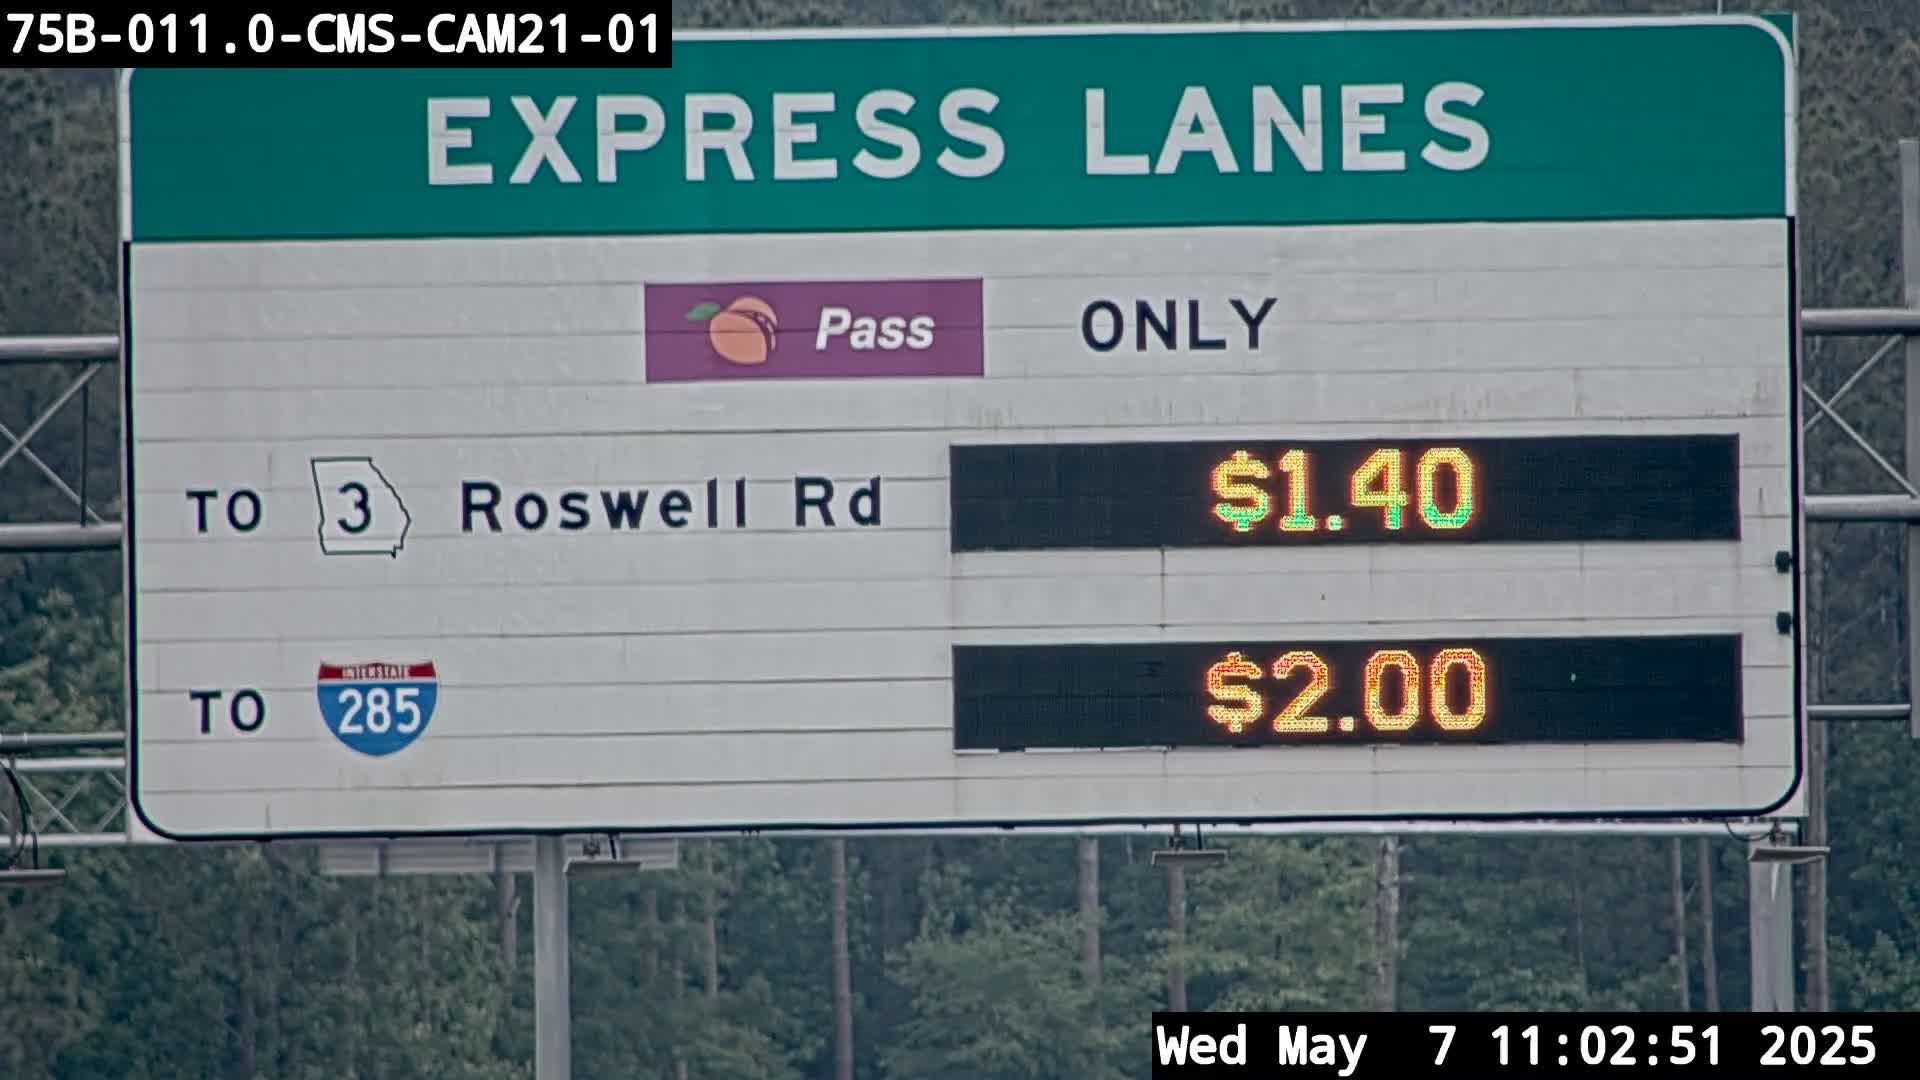 75B-011.0-CMS-CAM21-01
EXPRESS LANES
Pass ONLY
TO 3 Roswell Rd $1.40
INTERSTATE
TO 285 $2.00
Wed May 7 11:02:51 2025